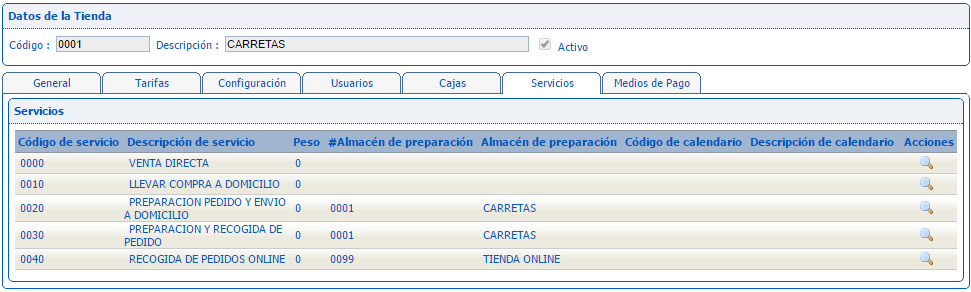 Datos de la Tienda
Código : 0001 Descripción : CARRETAS Activo
General Tarifas Configuración Usuarios Cajas Servicios Medios de Pago
Servicios
Código de servicio Descripción de servicio Peso #Almacén de preparación Almacén de preparación Código de calendario Descripción de calendario Acciones
0000 VENTA DIRECTA 0
0010 LLEVAR COMPRA A DOMICILIO 0
0020 PREPARACION PEDIDO Y ENVIO 0 0001 CARRETAS
A DOMICILIO
0030 PREPARACION Y RECOGIDA DE 0 0001 CARRETAS
PEDIDO
0040 RECOGIDA DE PEDIDOS ONLINE 0 0099 TIENDA ONLINE